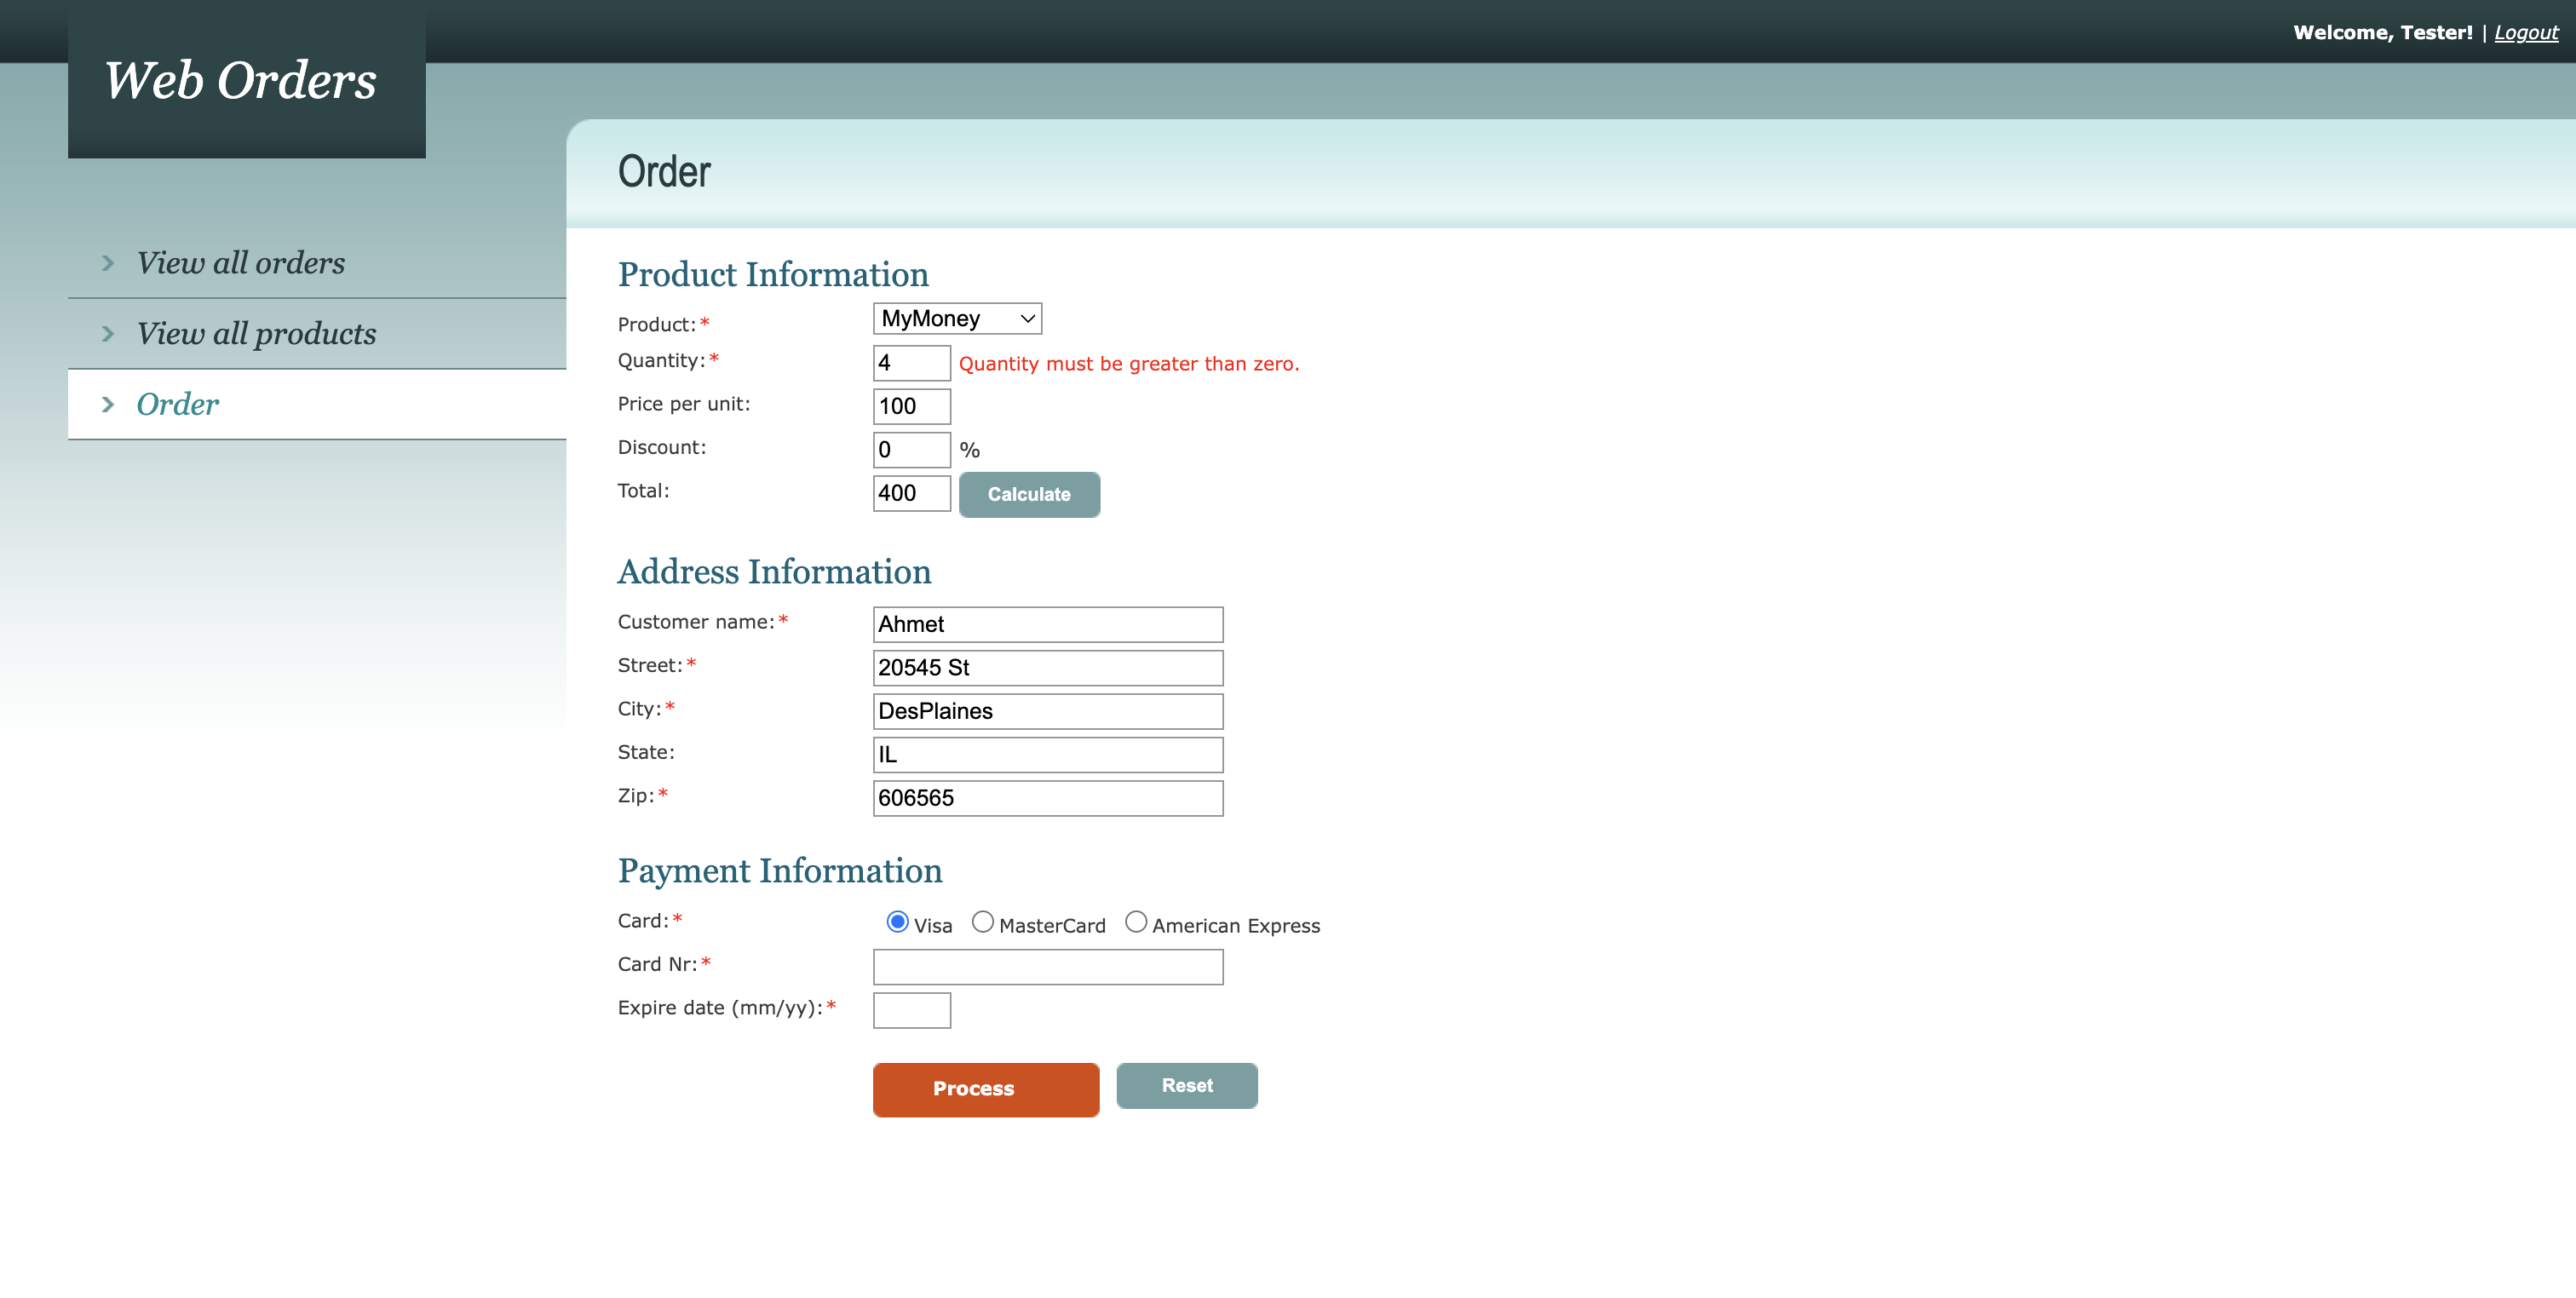 Welcome, Tester! | Logout
Web Orders
Order
View all orders
View all products
Order
Product Information
Product:* MyMoney
Quantity:* 4 Quantity must be greater than zero.
Price per unit: 100
Discount: 0 %
Total: 400 Calculate
Address Information
Customer name:* Ahmet
Street:* 20545 St
City:* DesPlaines
State: IL
Zip:* 606565
Payment Information
Card:* Visa MasterCard American Express
Card Nr:*
Expire date (mm/yy):*
Process Reset